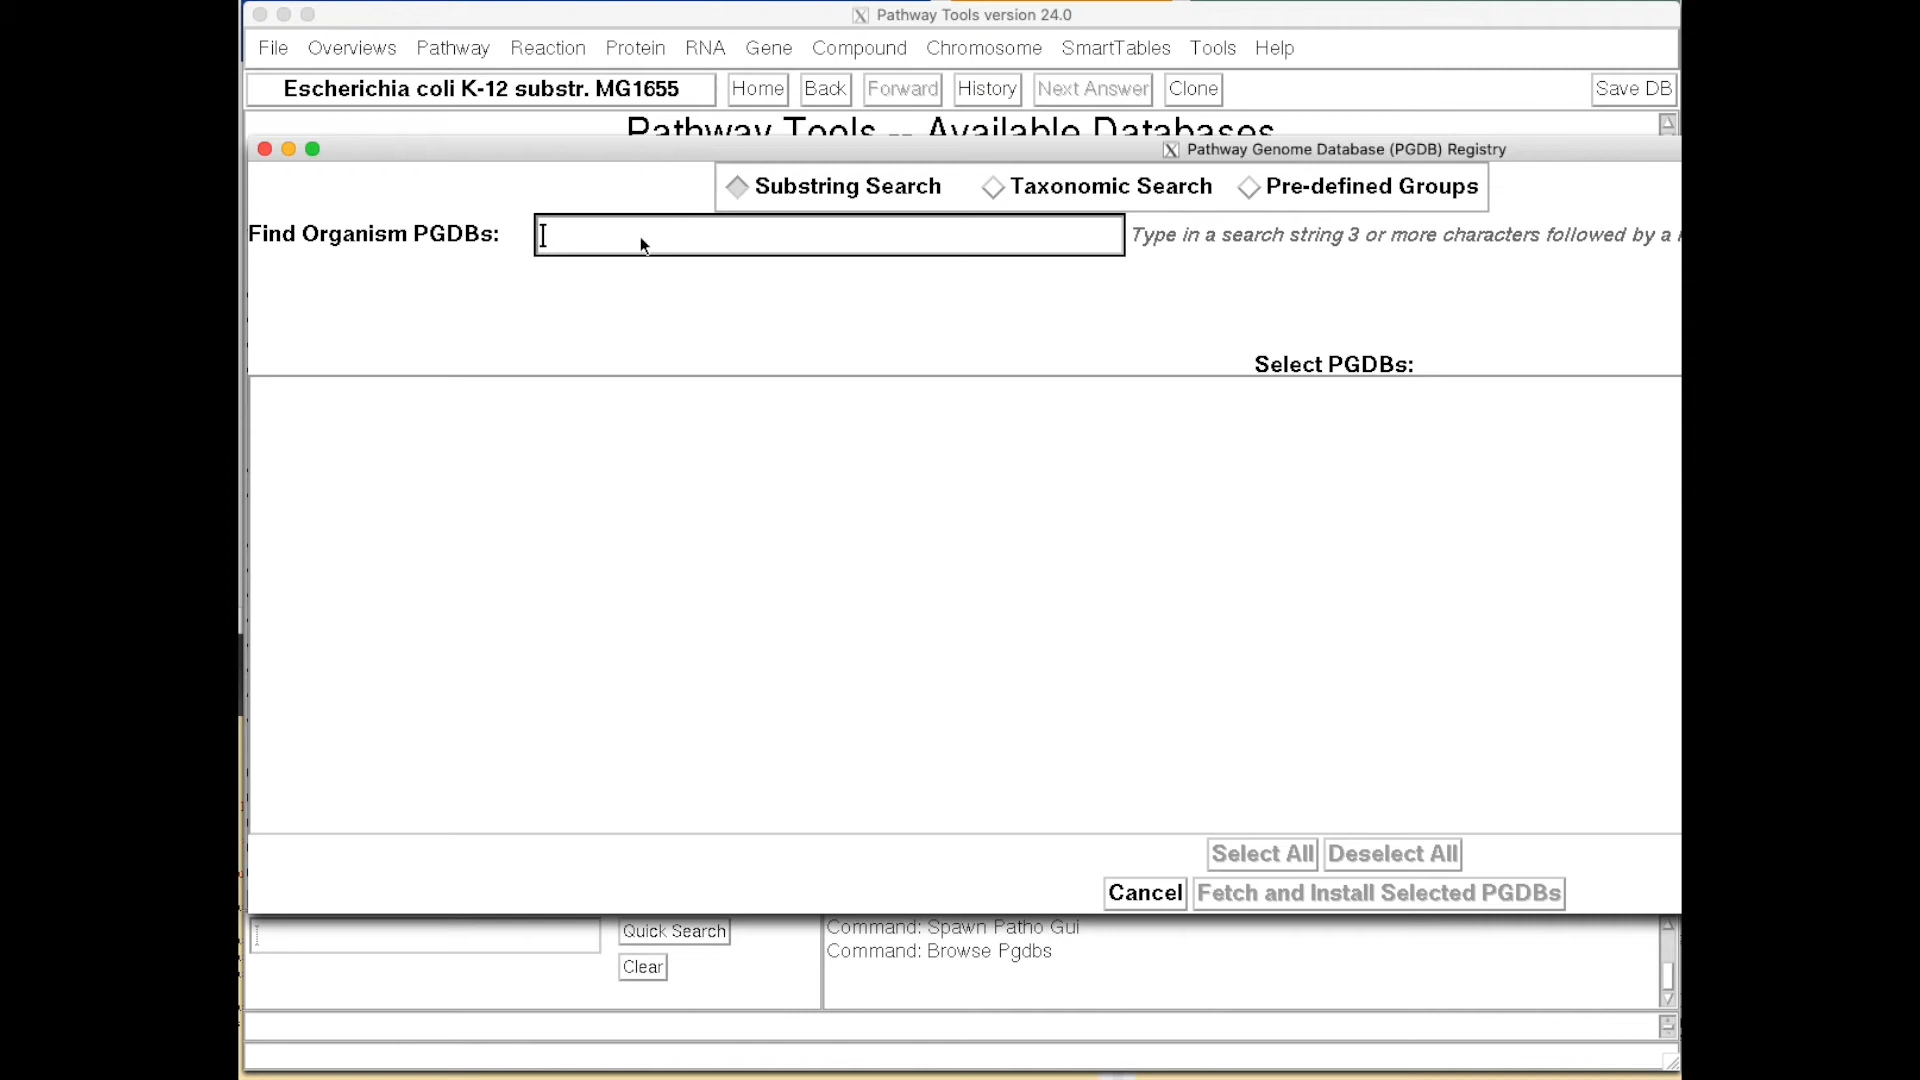 Pathway Tools version 24.0
File Overviews Pathway Reaction Protein RNA Gene Compound Chromosome SmartTables Tools Help
Escherichia coli K-12 substr. MG1655 Home Back Forward History Next Answer Clone Save DB
Pathway Tools -- Available Databases
Pathway Genome Database (PGDB) Registry
Substring Search Taxonomic Search Pre-defined Groups
Find Organism PGDBs: Type in a search string 3 or more characters followed by a
Select PGDBs:
Select All Deselect All
Cancel Fetch and Install Selected PGDBs
Quick Search Command: Spawn Patho Gui
Command: Browse Pgdbs
Clear